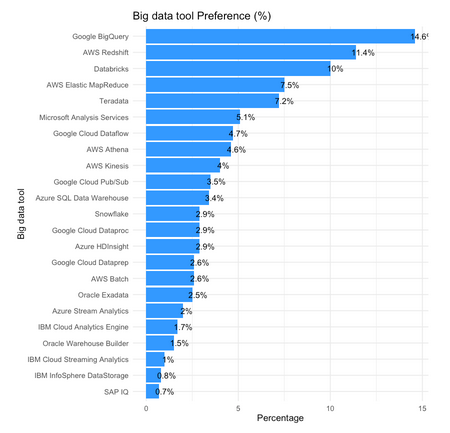 Big data tool Preference (%)
Google BigQuery 14.6%
AWS Redshift 11.4%
Databricks 10%
AWS Elastic MapReduce 7.5%
Teradata 7.2%
Microsoft Analysis Services 5.1%
Google Cloud Dataflow 4.7%
AWS Athena 4.6%
AWS Kinesis 4%
Google Cloud Pub/Sub 3.5%
Azure SQL Data Warehouse 3.4%
Snowflake 2.9%
Google Cloud Dataproc 2.9%
Azure HDInsight 2.9%
Google Cloud Dataprep 2.6%
AWS Batch 2.6%
Oracle Exadata 2.5%
Azure Stream Analytics 2%
IBM Cloud Analytics Engine 1.7%
Oracle Warehouse Builder 1.5%
IBM Cloud Streaming Analytics 1%
IBM InfoSphere DataStorage 0.8%
SAP IQ 0.7%
0 5 10 15
Percentage
Big data tool